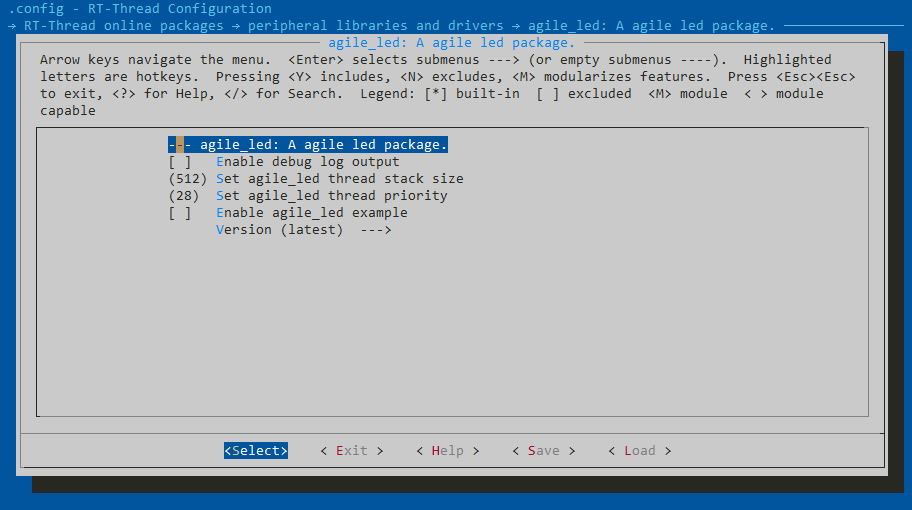 .config - RT-Thread Configuration
→ RT-Thread online packages → peripheral libraries and drivers → agile_led: A agile led package.
agile_led: A agile led package.
Arrow keys navigate the menu.  <Enter> selects submenus ---> (or empty submenus ----).  Highlighted
letters are hotkeys.  Pressing <Y> includes, <N> excludes, <M> modularizes features.  Press <Esc><Esc>
to exit, <?> for Help, </> for Search.  Legend: [*] built-in  [ ] excluded  <M> module  < > module
capable
--- agile_led: A agile led package.
[ ]   Enable debug log output
(512) Set agile_led thread stack size
(28)  Set agile_led thread priority
[ ]   Enable agile_led example
Version (latest)  --->
<Select>    < Exit >    < Help >    < Save >    < Load >